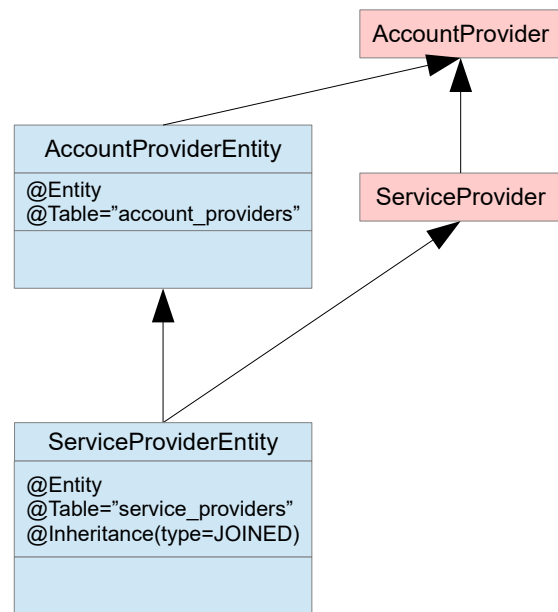 AccountProvider
AccountProviderEntity
@Entity
@Table=”account_providers”
ServiceProvider
ServiceProviderEntity
@Entity
@Table=”service_providers”
@Inheritance(type=JOINED)